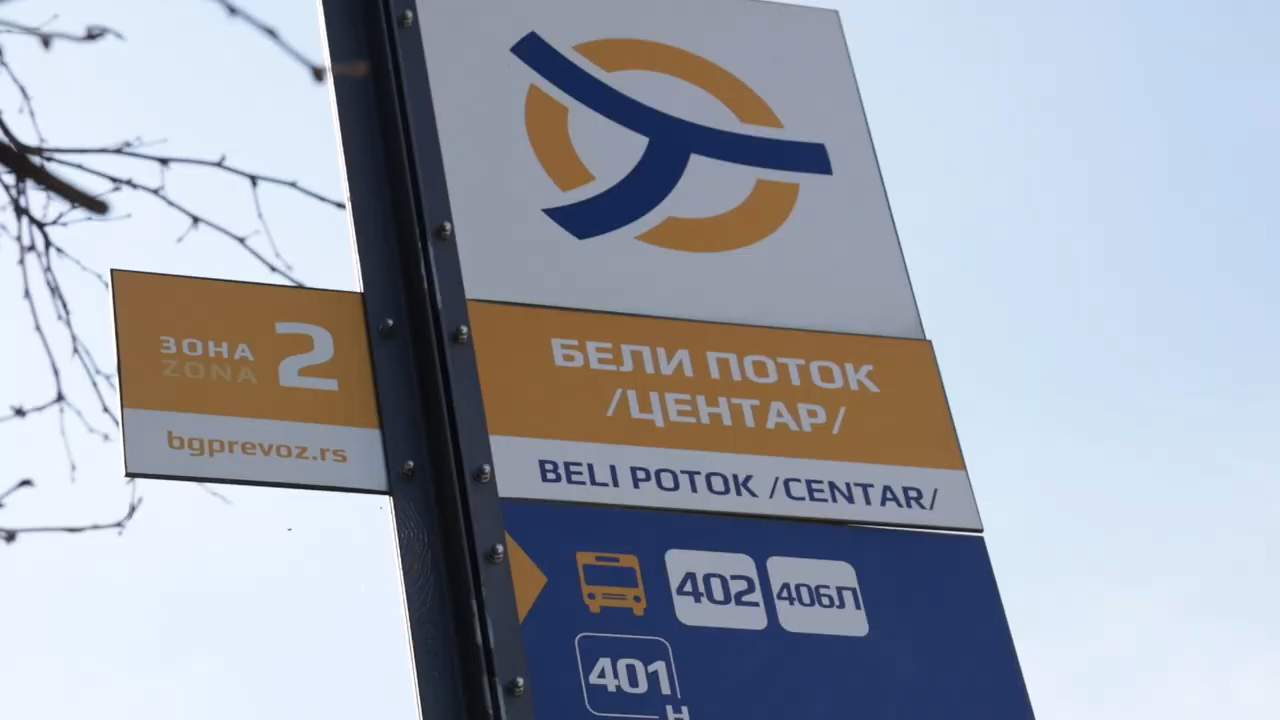 ЗОНА 2
ZONA
bgprevoz.rs
БЕЛИ ПОТОК
/ЦЕНТАР/
BELI POTOK /CENTAR/
402 406Л
401
Н